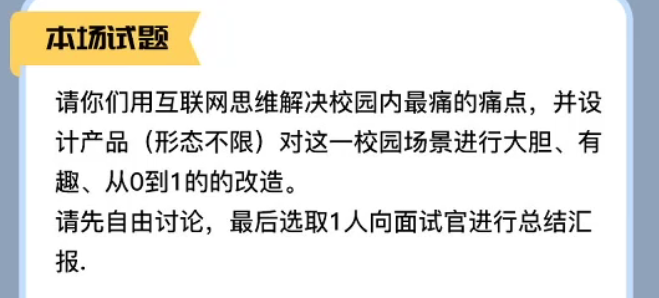 本场试题
请你们用互联网思维解决校园内最痛的痛点，并设
计产品（形态不限）对这一校园场景进行大胆、有
趣、从0到1的的改造。
请先自由讨论，最后选取1人向面试官进行总结汇
报.